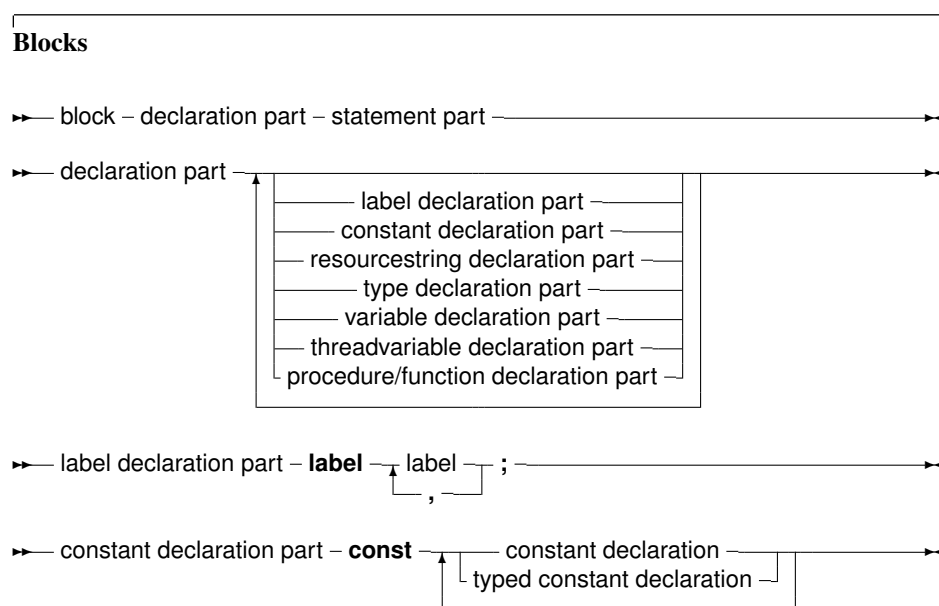 Blocks
block declaration part statement part
declaration part
label declaration part
constant declaration part
resourcestring declaration part
type declaration part
variable declaration part
threadvariable declaration part
procedure/function declaration part
label declaration part label label ;
,
constant declaration part const constant declaration
typed constant declaration